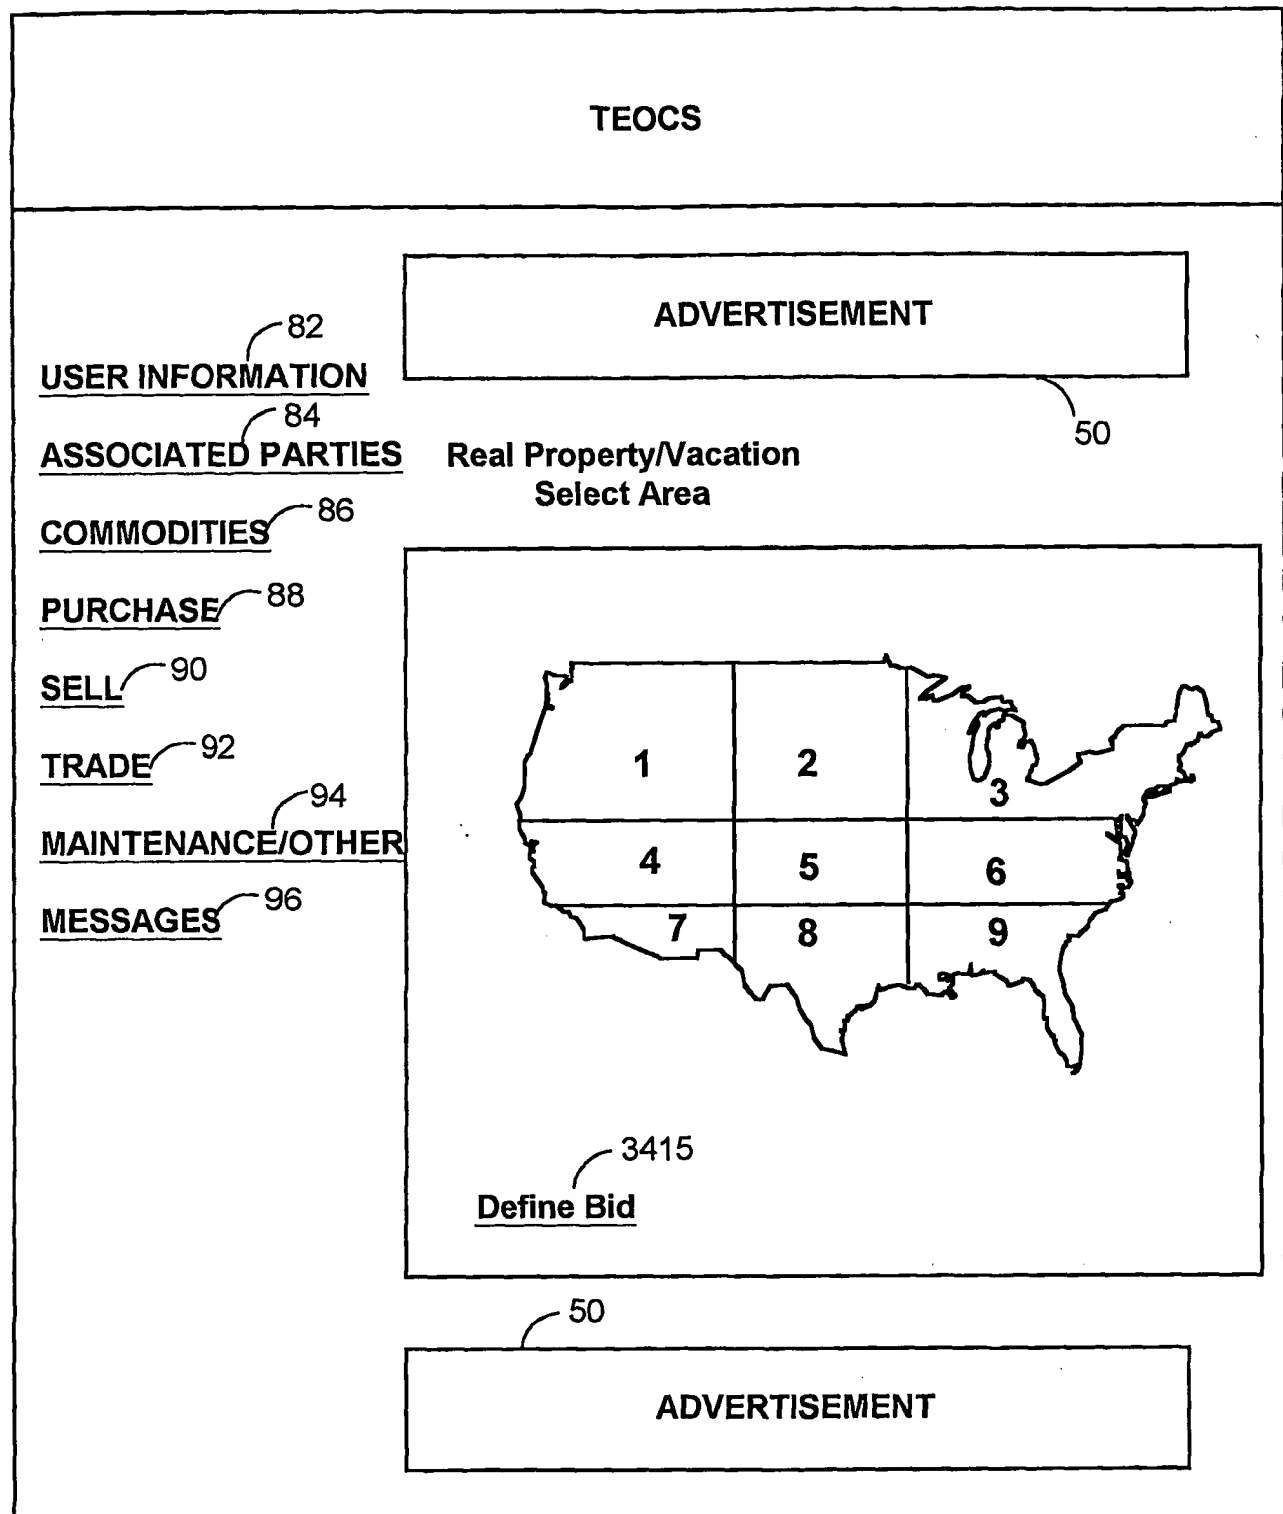 TEOCS
ADVERTISEMENT
50
82
USER INFORMATION
84
ASSOCIATED PARTIES
86
COMMODITIES
88
PURCHASE
90
SELL
92
TRADE
94
MAINTENANCE/OTHER
96
MESSAGES
Real Property/Vacation
Select Area
1 2 3
4 5 6
7 8 9
3415
Define Bid
50
ADVERTISEMENT